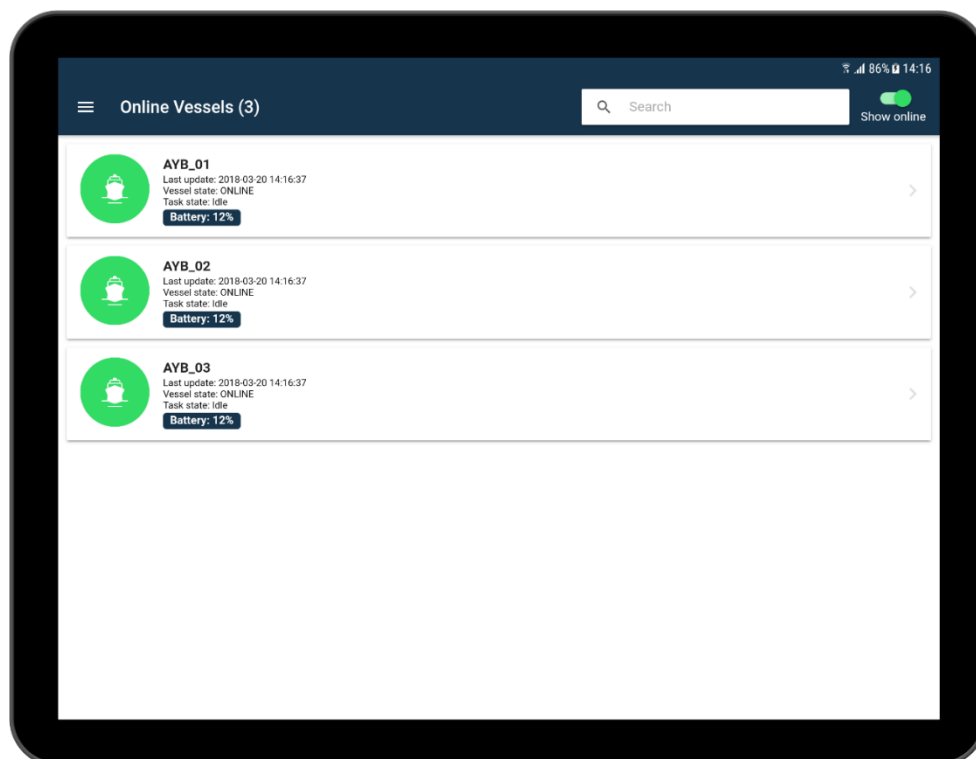 86% 14:16
Online Vessels (3)
Search
Show online
AYB_01
Last update: 2018-03-20 14:16:37
Vessel state: ONLINE
Task state: Idle
Battery: 12%
AYB_02
Last update: 2018-03-20 14:16:37
Vessel state: ONLINE
Task state: Idle
Battery: 12%
AYB_03
Last update: 2018-03-20 14:16:37
Vessel state: ONLINE
Task state: Idle
Battery: 12%